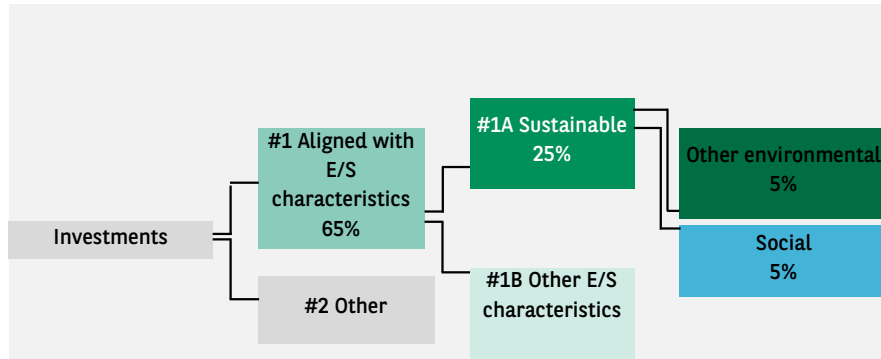 Investments
#1 Aligned with
E/S
characteristics
65%
#2 Other
#1A Sustainable
25%
#1B Other E/S
characteristics
Other environmental
5%
Social
5%